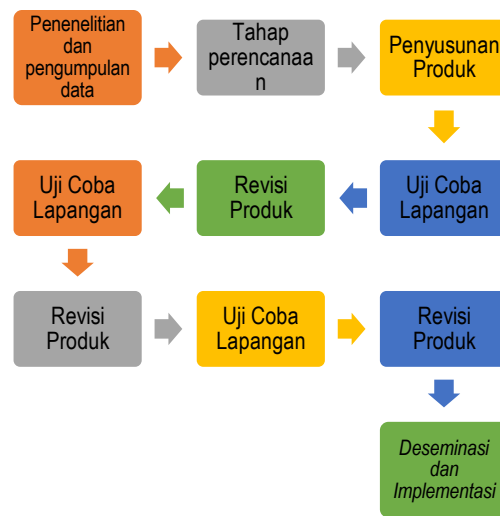 Penenelitian
dan
pengumpulan
data
Tahap
perencanaa
n
Penyusunan
Produk
Uji Coba
Lapangan
Revisi
Produk
Uji Coba
Lapangan
Revisi
Produk
Uji Coba
Lapangan
Revisi
Produk
Deseminasi
dan
Implementasi